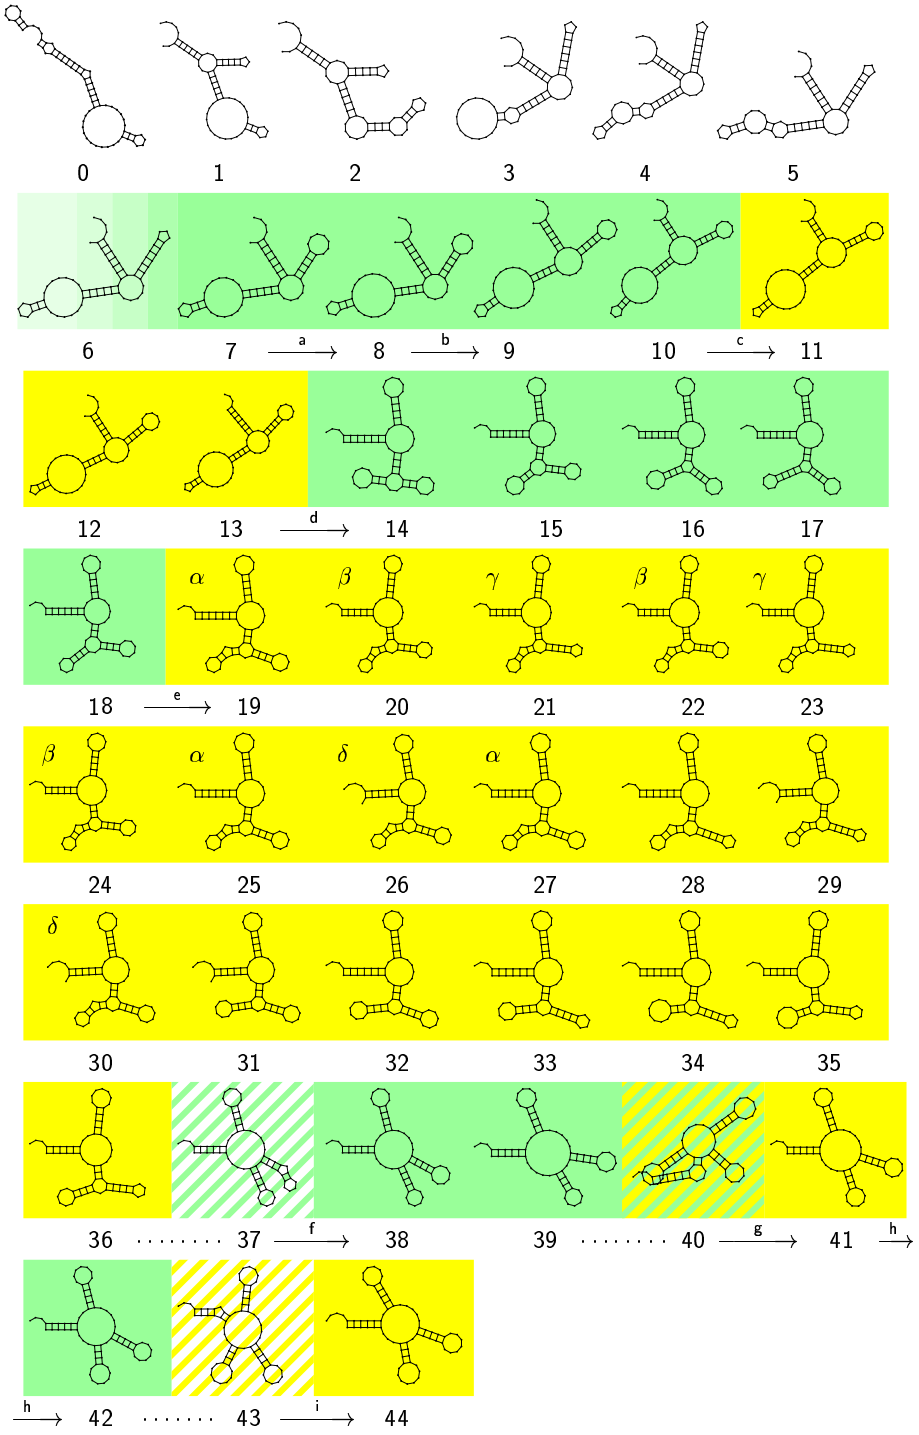 0 1 2 3 4 5
6 7 a 8 b 9 10 c 11
12 13 d 14 15 16 17
α β γ β γ
18 e 19 20 21 22 23
β α δ α
24 25 26 27 28 29
δ
30 31 32 33 34 35
36 ........ 37 f 38 39 ........ 40 g 41 h
h 42 ....... 43 i 44